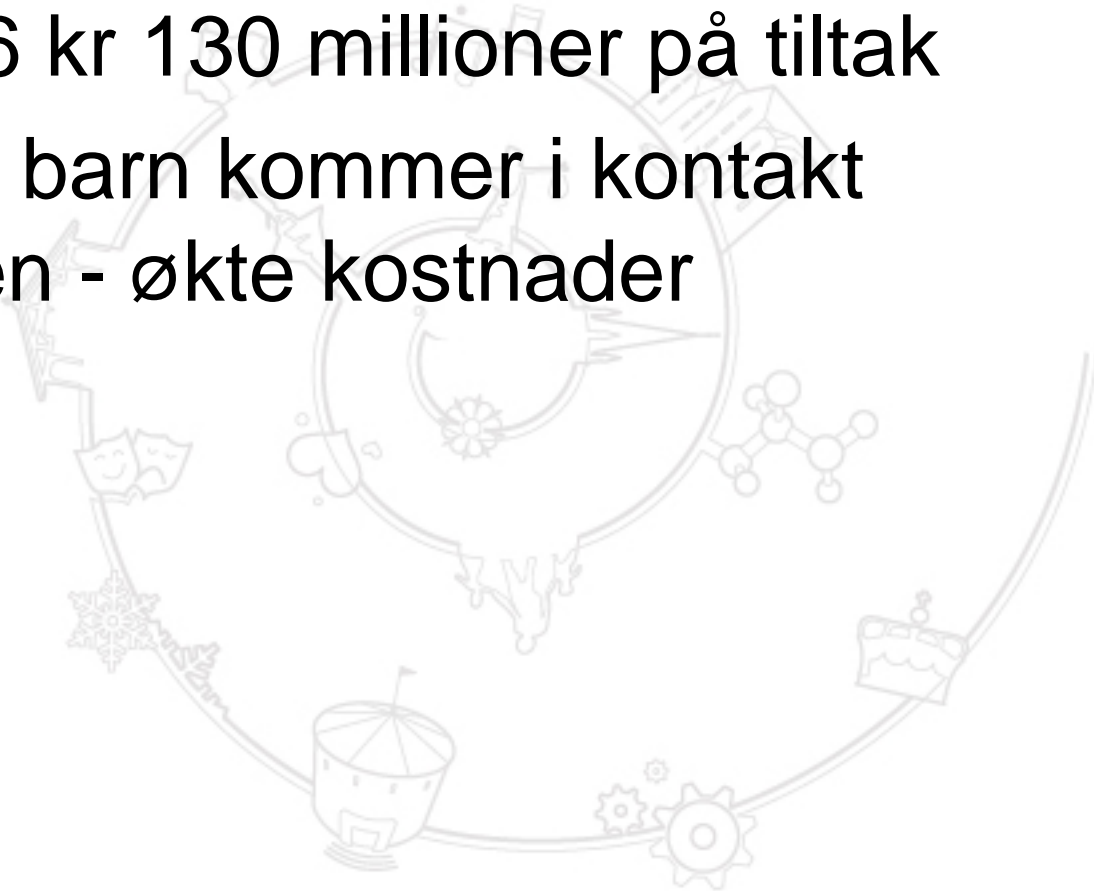 6 kr 130 millioner på tiltak
barn kommer i kontakt
en - økte kostnader